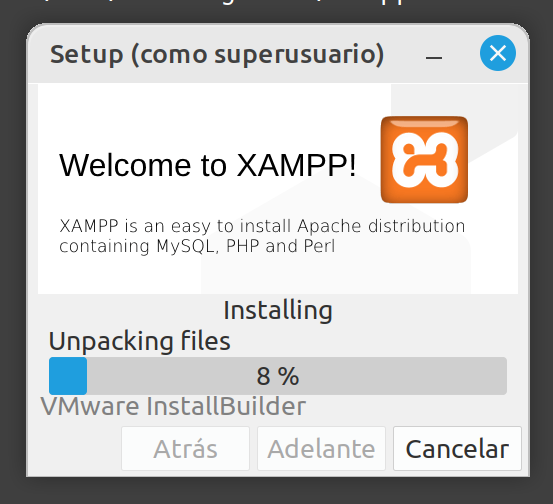 Setup (como superusuario)
Welcome to XAMPP!
XAMPP is an easy to install Apache distribution
containing MySQL, PHP and Perl
Installing
Unpacking files
8 %
VMware InstallBuilder
Atrás
Adelante
Cancelar